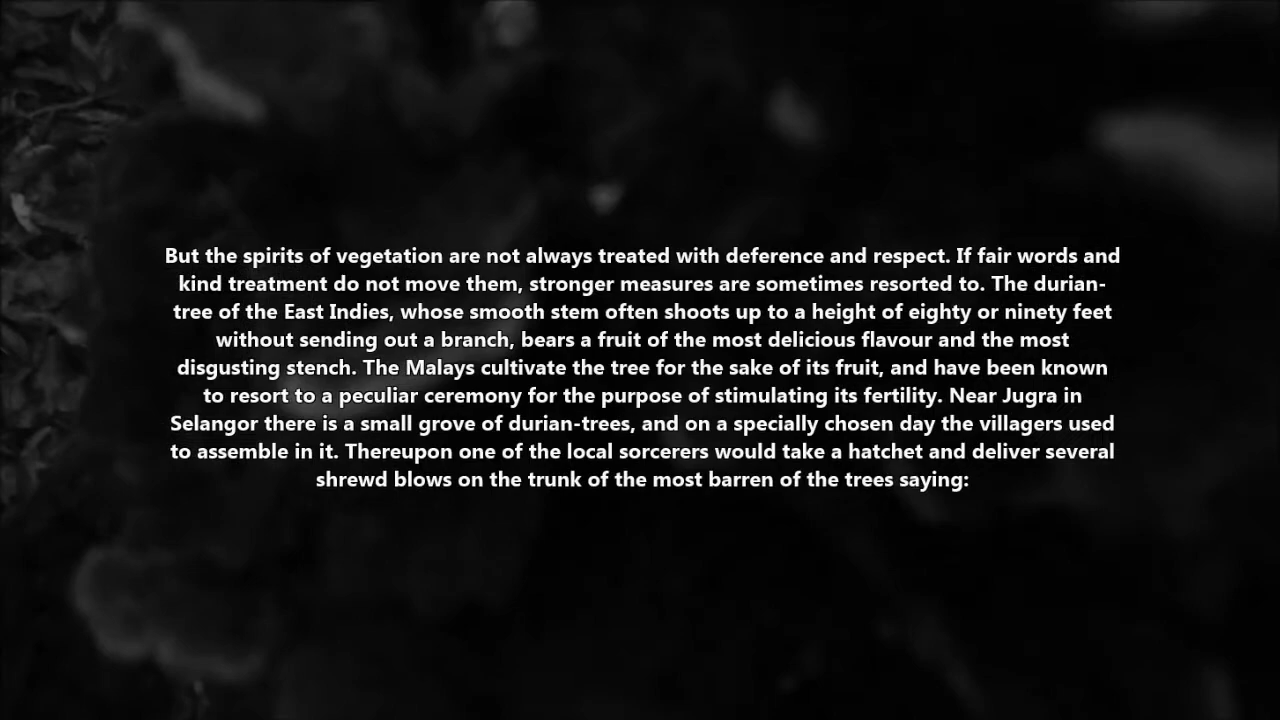 But the spirits of vegetation are not always treated with deference and respect. If fair words and
kind treatment do not move them, stronger measures are sometimes resorted to. The durian-
tree of the East Indies, whose smooth stem often shoots up to a height of eighty or ninety feet
without sending out a branch, bears a fruit of the most delicious flavour and the most
disgusting stench. The Malays cultivate the tree for the sake of its fruit, and have been known
to resort to a peculiar ceremony for the purpose of stimulating its fertility. Near Jugra in
Selangor there is a small grove of durian-trees, and on a specially chosen day the villagers used
to assemble in it. Thereupon one of the local sorcerers would take a hatchet and deliver several
shrewd blows on the trunk of the most barren of the trees saying: